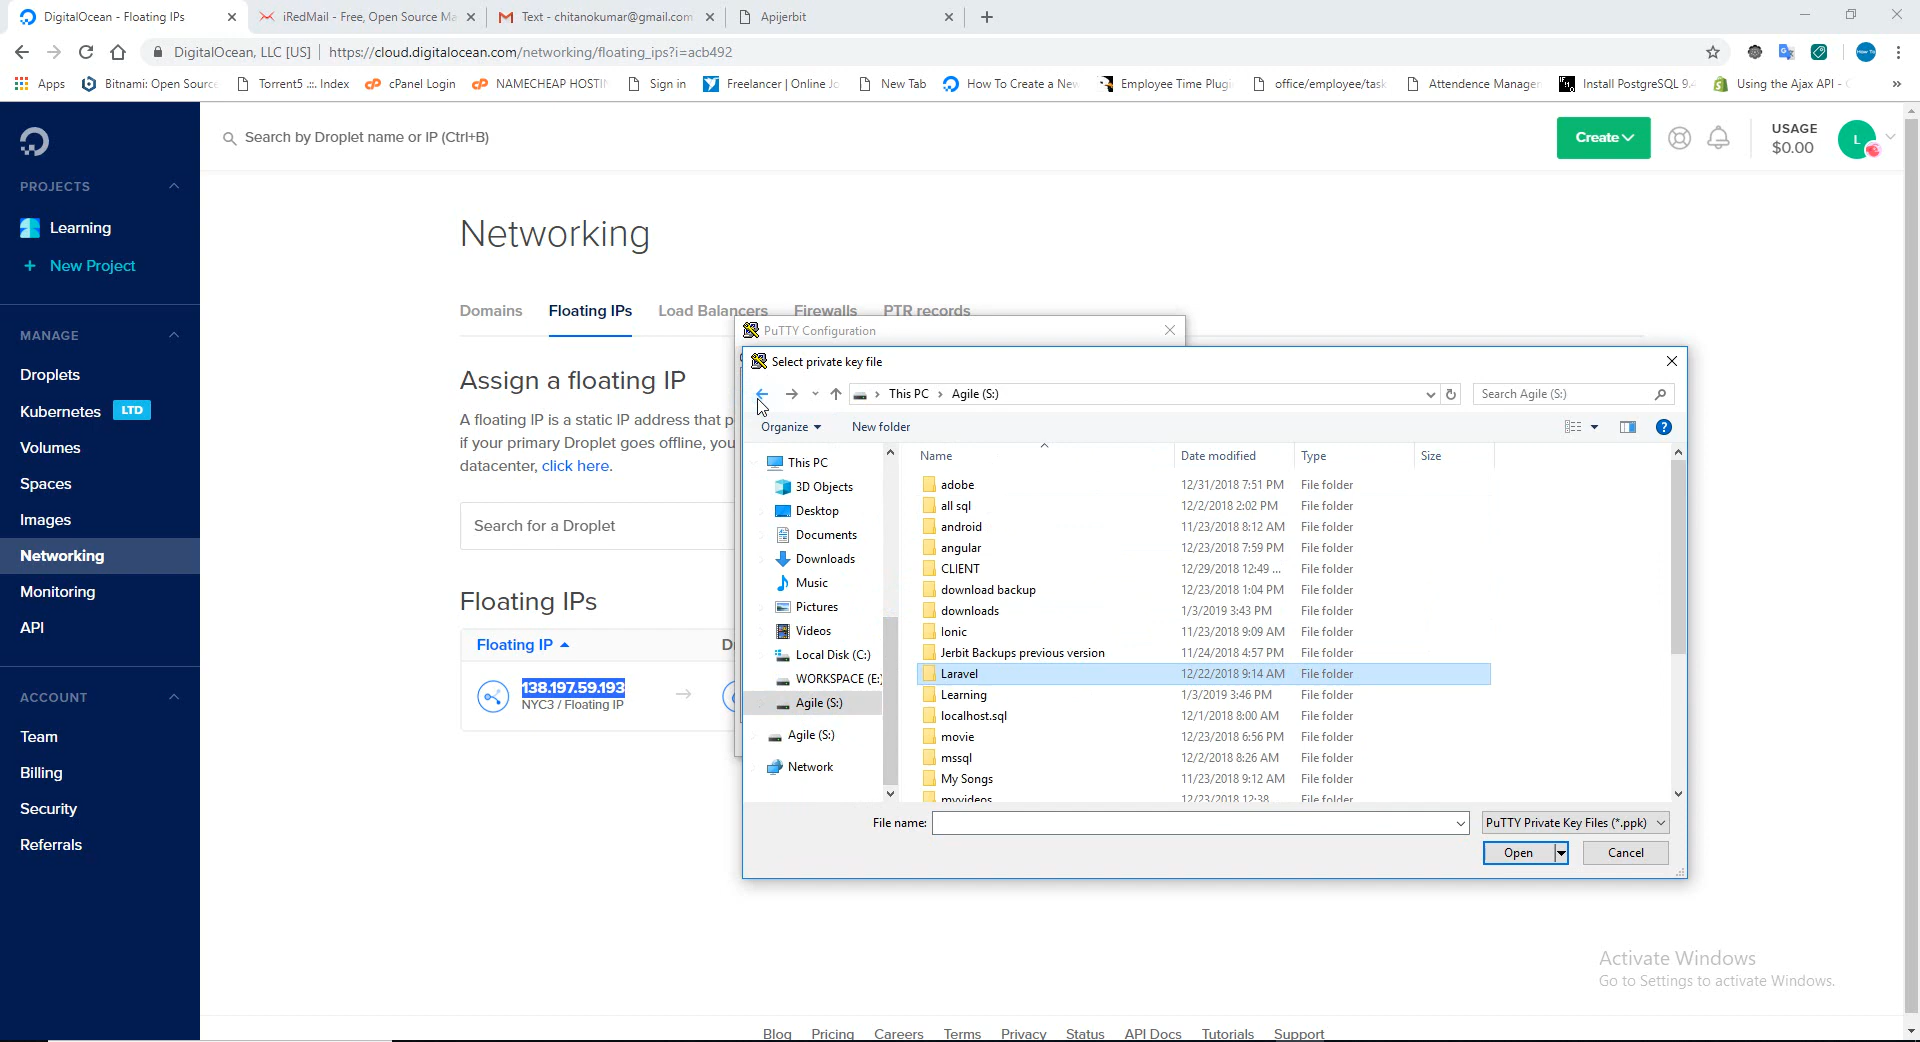 DigitalOcean - Floating IPs
iRedMail - Free, Open Source Ma
Text - chitanokumar@gmail.com
Apijerbit
DigitalOcean, LLC [US]
https://cloud.digitalocean.com/networking/floating_ips?i=acb492
Apps
Bitnami: Open Source
Torrent5 .::. Index
cPanel Login
NAMECHEAP HOSTIN
Sign in
Freelancer | Online Jo
New Tab
How To Create a New
Employee Time Plugi
office/employee/task
Attendence Manager
Install PostgreSQL 9.4
Using the Ajax API -
»
Search by Droplet name or IP (Ctrl+B)
Create
USAGE
$0.00
L
PROJECTS
Learning
+ New Project
MANAGE
Droplets
Kubernetes LTD
Volumes
Spaces
Images
Networking
Monitoring
API
ACCOUNT
Team
Billing
Security
Referrals
Networking
Domains
Floating IPs
Load Balancers
Firewalls
PTR records
Assign a floating IP
A floating IP is a static IP address that p
if your primary Droplet goes offline, you
datacenter, click here.
Search for a Droplet
Floating IPs
Floating IP
138.197.59.193
NYC3 / Floating IP
PuTTY Configuration
Select private key file
This PC > Agile (S:)
Search Agile (S:)
Organize
New folder
This PC
3D Objects
Desktop
Documents
Downloads
Music
Pictures
Videos
Local Disk (C:)
WORKSPACE (E:
Agile (S:)
Agile (S:)
Network
Name Date modified Type Size
adobe 12/31/2018 7:51 PM File folder
all sql 12/2/2018 2:02 PM File folder
android 11/23/2018 8:12 AM File folder
angular 12/23/2018 7:59 PM File folder
CLIENT 12/29/2018 12:49 ... File folder
download backup 12/23/2018 1:04 PM File folder
downloads 1/3/2019 3:43 PM File folder
Ionic 11/23/2018 9:09 AM File folder
Jerbit Backups previous version 11/24/2018 4:57 PM File folder
Laravel 12/22/2018 9:14 AM File folder
Learning 1/3/2019 3:46 PM File folder
localhost.sql 12/1/2018 8:00 AM File folder
movie 12/23/2018 6:56 PM File folder
mssql 12/2/2018 8:26 AM File folder
My Songs 11/23/2018 9:12 AM File folder
myvideos 12/23/2018 12:38 File folder
File name:
PuTTY Private Key Files (*.ppk)
Open
Cancel
Activate Windows
Go to Settings to activate Windows.
Blog Pricing Careers Terms Privacy Status API Docs Tutorials Support